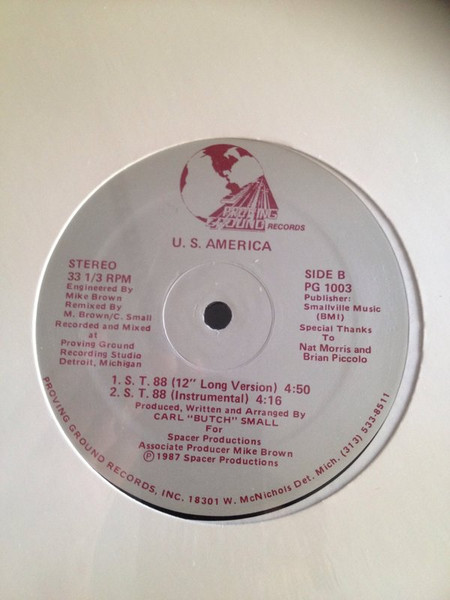 PROVING
GROUND RECORDS
U. S. AMERICA
STEREO
33 1/3 RPM
Engineered By
Mike Brown
Remixed By
M. Brown/C. Small
Recorded and Mixed
at
Proving Ground
Recording Studio
Detroit, Michigan
SIDE B
PG 1003
Publisher:
Smallville Music
(BMI)
Special Thanks
To
Nat Morris and
Brian Piccolo
1. S. T. 88 (12" Long Version) 4:50
2. S. T. 88 (Instrumental) 4:16
Produced, Written and Arranged By
CARL "BUTCH" SMALL
For
Spacer Productions
Associate Producer Mike Brown
Ⓟ 1987 Spacer Productions
PROVING GROUND RECORDS, INC. 18301 W. McNichols Det. Mich. (313) 533-8511